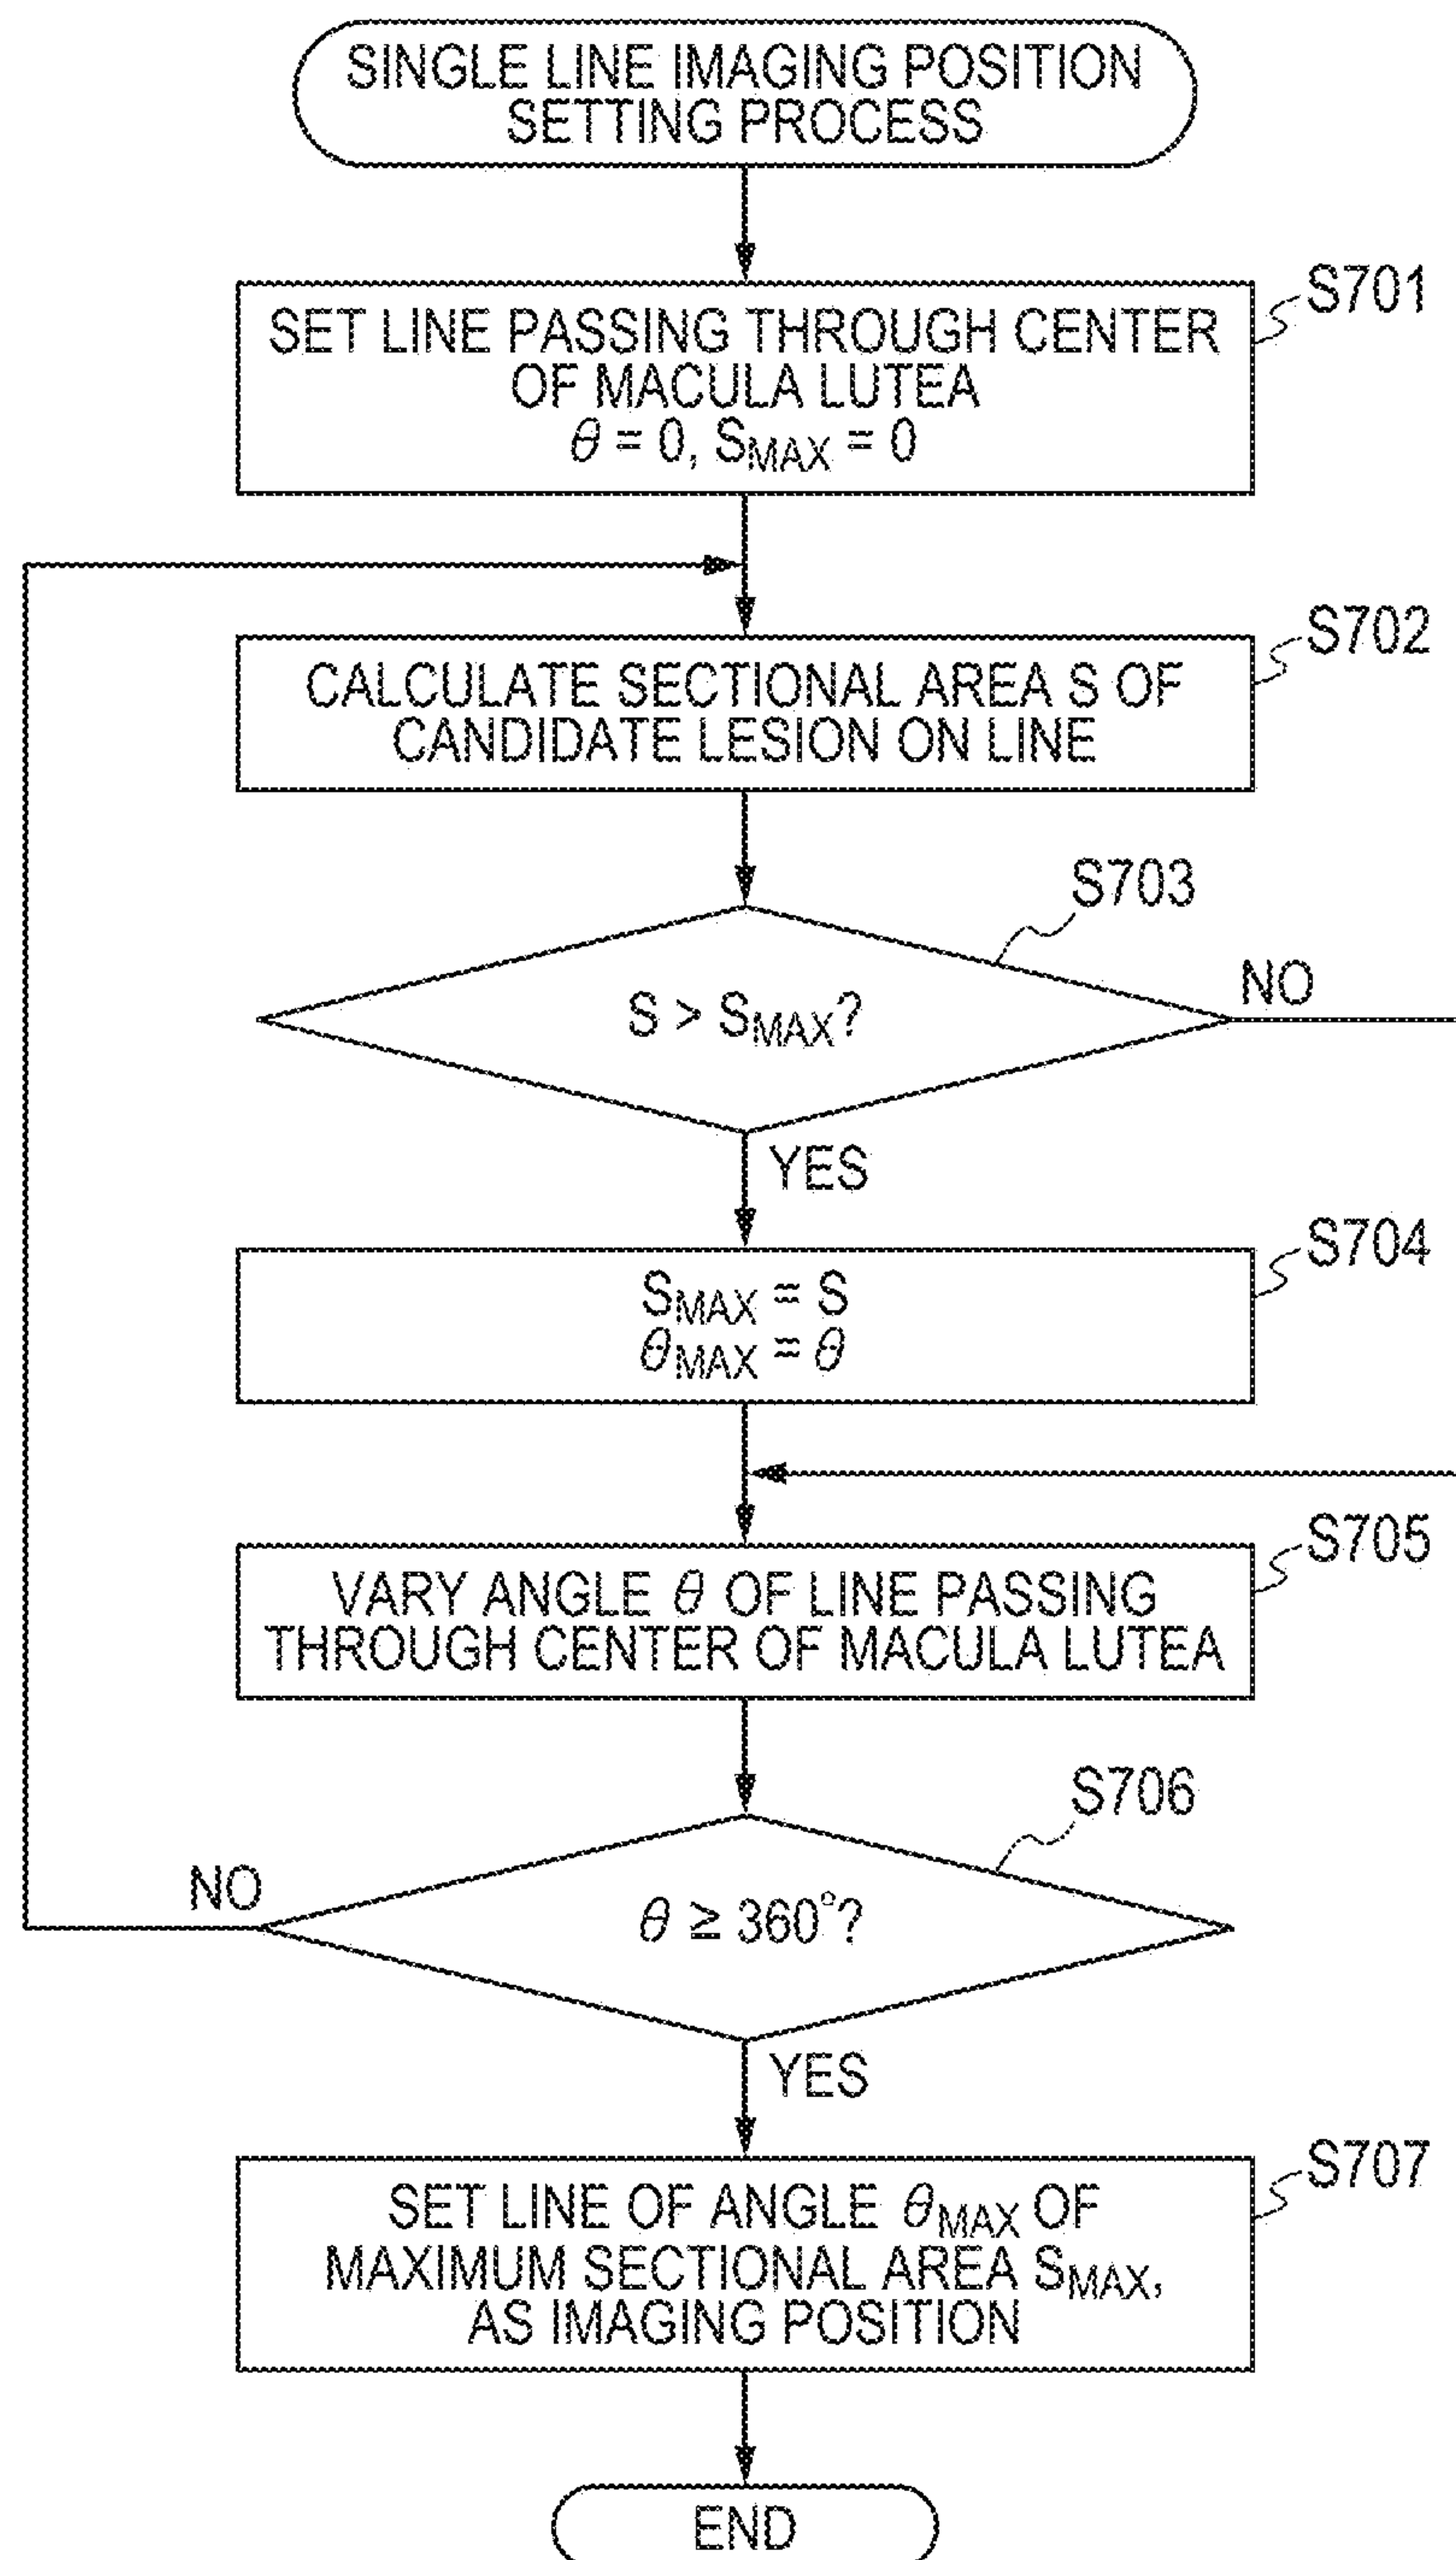 SINGLE LINE IMAGING POSITION
SETTING PROCESS
S701
SET LINE PASSING THROUGH CENTER
OF MACULA LUTEA
θ = 0, SMAX = 0
S702
CALCULATE SECTIONAL AREA S OF
CANDIDATE LESION ON LINE
S703
S > SMAX?
NO
YES
S704
SMAX = S
θMAX = θ
S705
VARY ANGLE θ OF LINE PASSING
THROUGH CENTER OF MACULA LUTEA
S706
NO
θ ≥ 360°?
YES
S707
SET LINE OF ANGLE θMAX OF
MAXIMUM SECTIONAL AREA SMAX,
AS IMAGING POSITION
END